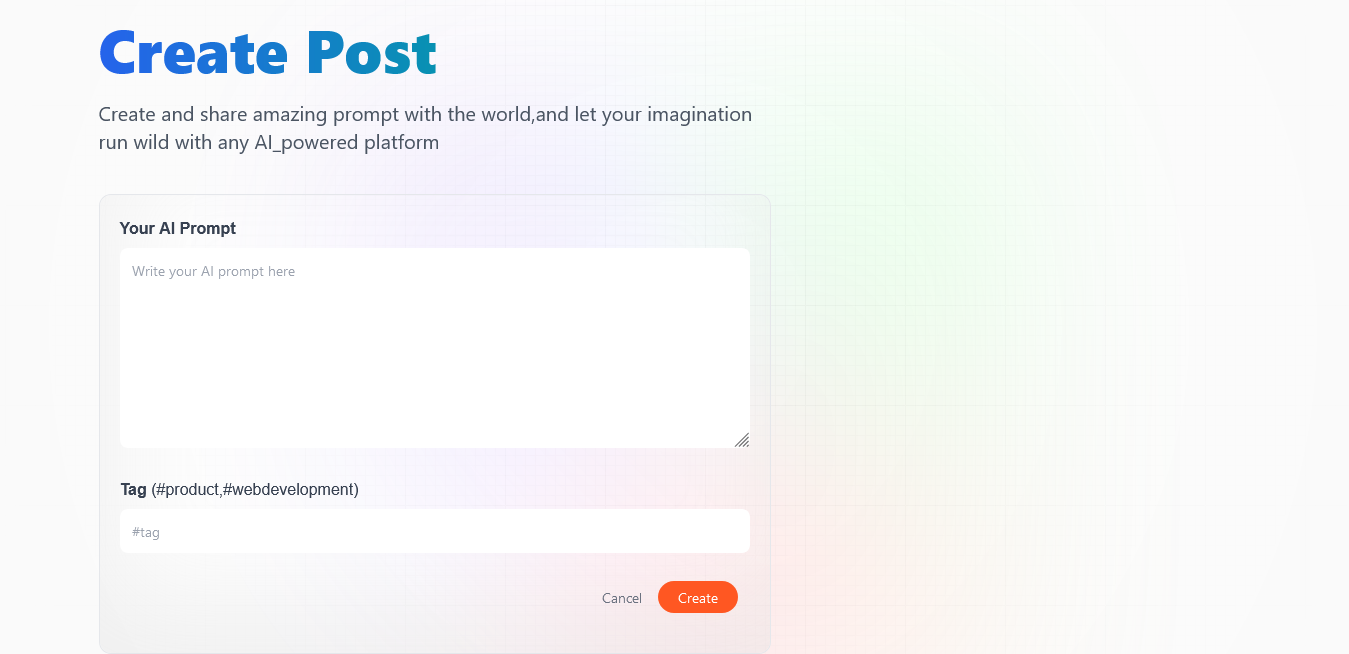 Create Post
Create and share amazing prompt with the world,and let your imagination
run wild with any AI_powered platform
Your AI Prompt
Write your AI prompt here
Tag (#product,#webdevelopment)
#tag
Cancel Create